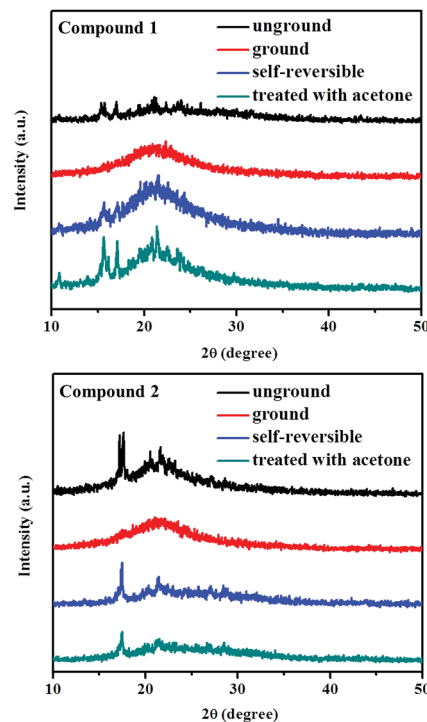 Compound 1
unground
ground
self-reversible
treated with acetone
Intensity (a.u.)
10 20 30 40 50
2θ (degree)
Compound 2
unground
ground
self-reversible
treated with acetone
Intensity (a.u.)
10 20 30 40 50
2θ (degree)